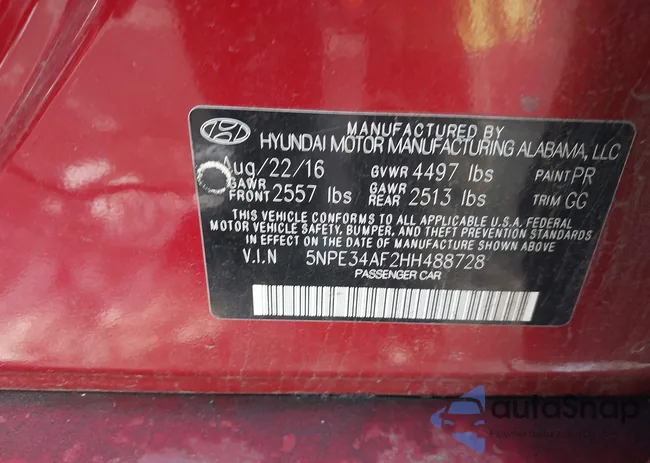 MANUFACTURED BY
HYUNDAI MOTOR MANUFACTURING ALABAMA, LLC
Aug/22/16 GVWR 4497 lbs PAINT PR
GAWR FRONT 2557 lbs GAWR REAR 2513 lbs TRIM GG
THIS VEHICLE CONFORMS TO ALL APPLICABLE U.S.A. FEDERAL
MOTOR VEHICLE SAFETY, BUMPER, AND THEFT PREVENTION STANDARDS
IN EFFECT ON THE DATE OF MANUFACTURE SHOWN ABOVE.
V.I.N 5NPE34AF2HH488728
PASSENGER CAR
autoSnap